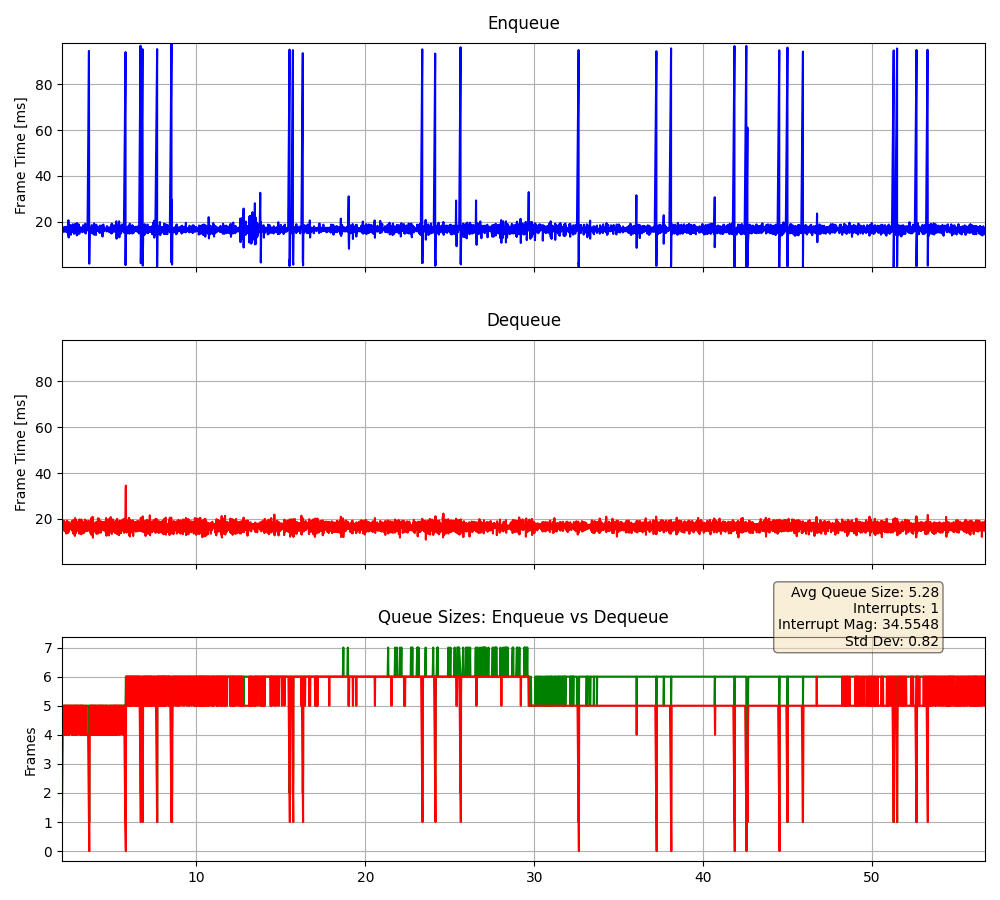 Enqueue
Frame Time [ms]
80
60
40
20
Dequeue
Frame Time [ms]
80
60
40
20
Avg Queue Size: 5.28
Interrupts: 1
Interrupt Mag: 34.5548
Std Dev: 0.82
Queue Sizes: Enqueue vs Dequeue
Frames
7
6
5
4
3
2
1
0
10 20 30 40 50